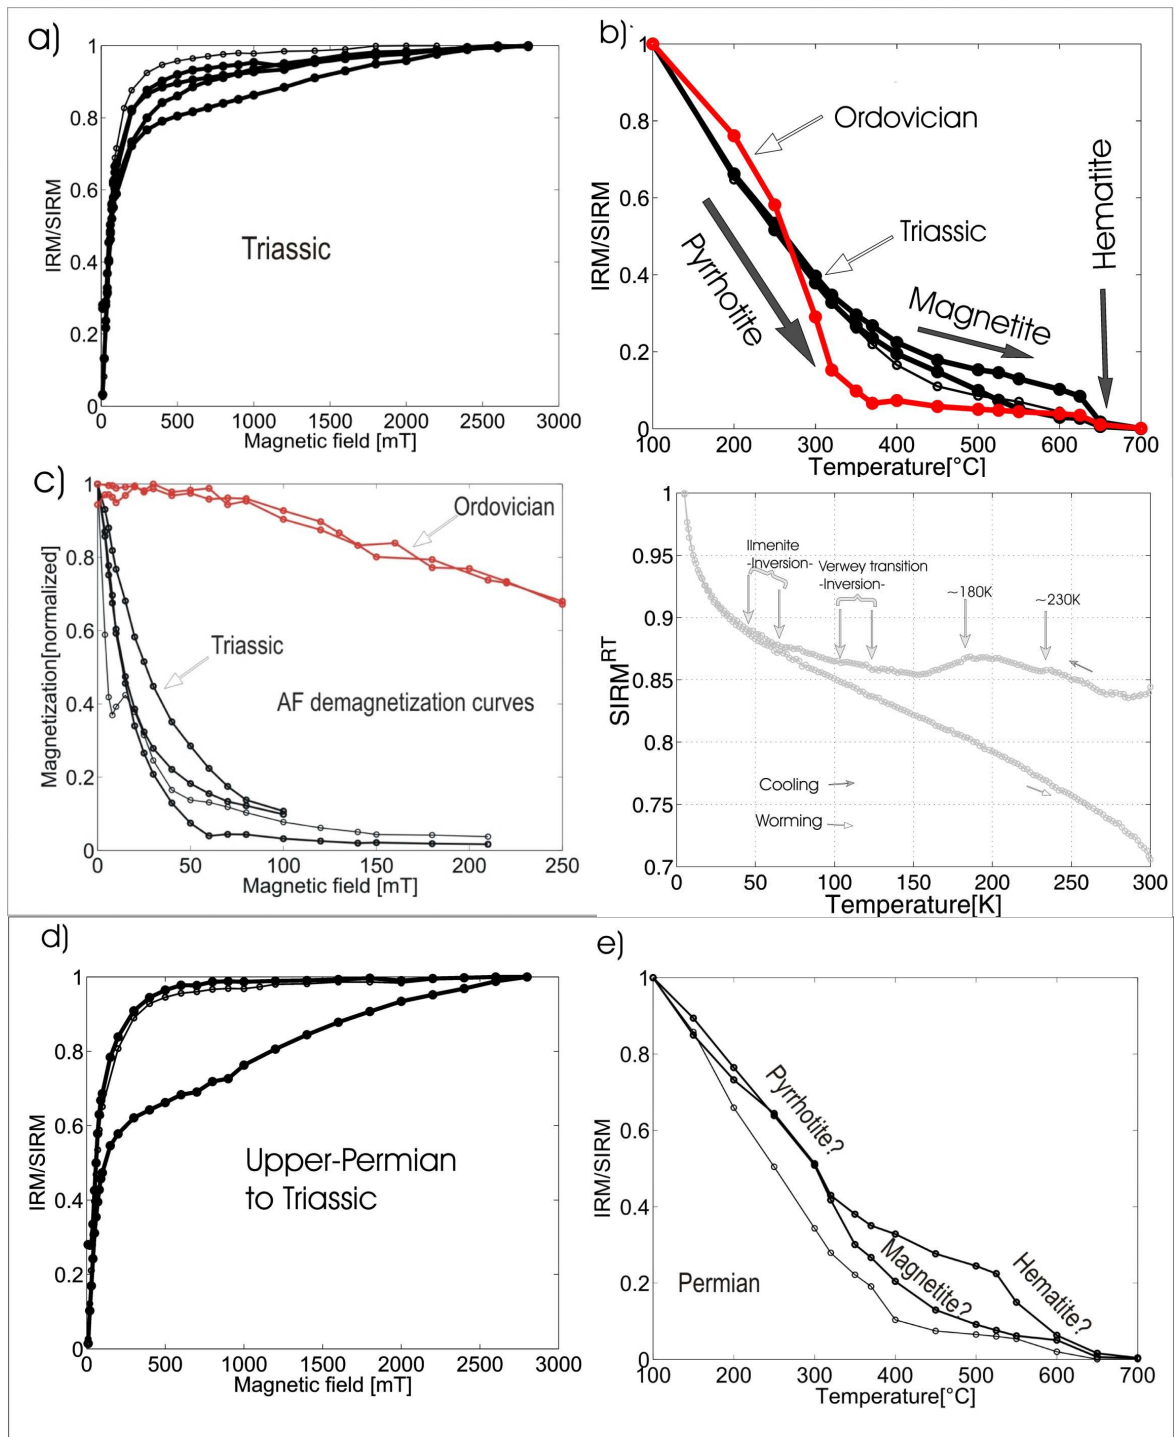 a)
1
0.8
0.6
0.4
0.2
0
IRM/SIRM
Triassic
0
500
1000
1500
2000
2500
3000
Magnetic field [mT]
b)
1
0.8
0.6
0.4
0.2
0
IRM/SIRM
Ordovician
Triassic
Pyrrhotite
Magnetite
Hematite
100
200
300
400
500
600
700
Temperature[°C]
c)
1
0.8
0.6
0.4
0.2
0
Magnetization[normalized]
Ordovician
Triassic
AF demagnetization curves
0
50
100
150
200
250
Magnetic field [mT]
0.95
0.9
0.85
0.8
0.75
0.7
SIRM^RT
Ilmenite
-Inversion-
Verwey transition
-Inversion-
~180K
~230K
Cooling
Worming
0
50
100
150
200
250
300
Temperature[K]
d)
1
0.8
0.6
0.4
0.2
0
IRM/SIRM
Upper-Permian
to Triassic
0
500
1000
1500
2000
2500
3000
Magnetic field [mT]
e)
1
0.8
0.6
0.4
0.2
0
IRM/SIRM
Pyrrhotite?
Magnetite?
Hematite?
Permian
100
200
300
400
500
600
700
Temperature[°C]